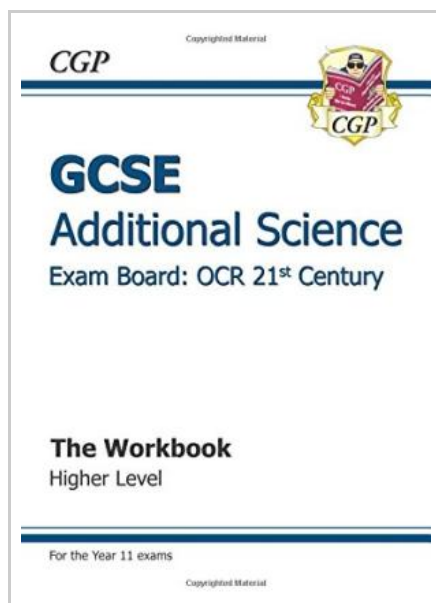 Copyrighted Material
CGP
CGP
CGP
GCSE
Additional Science
Exam Board: OCR 21st Century
The Workbook
Higher Level
For the Year 11 exams
Copyrighted Material